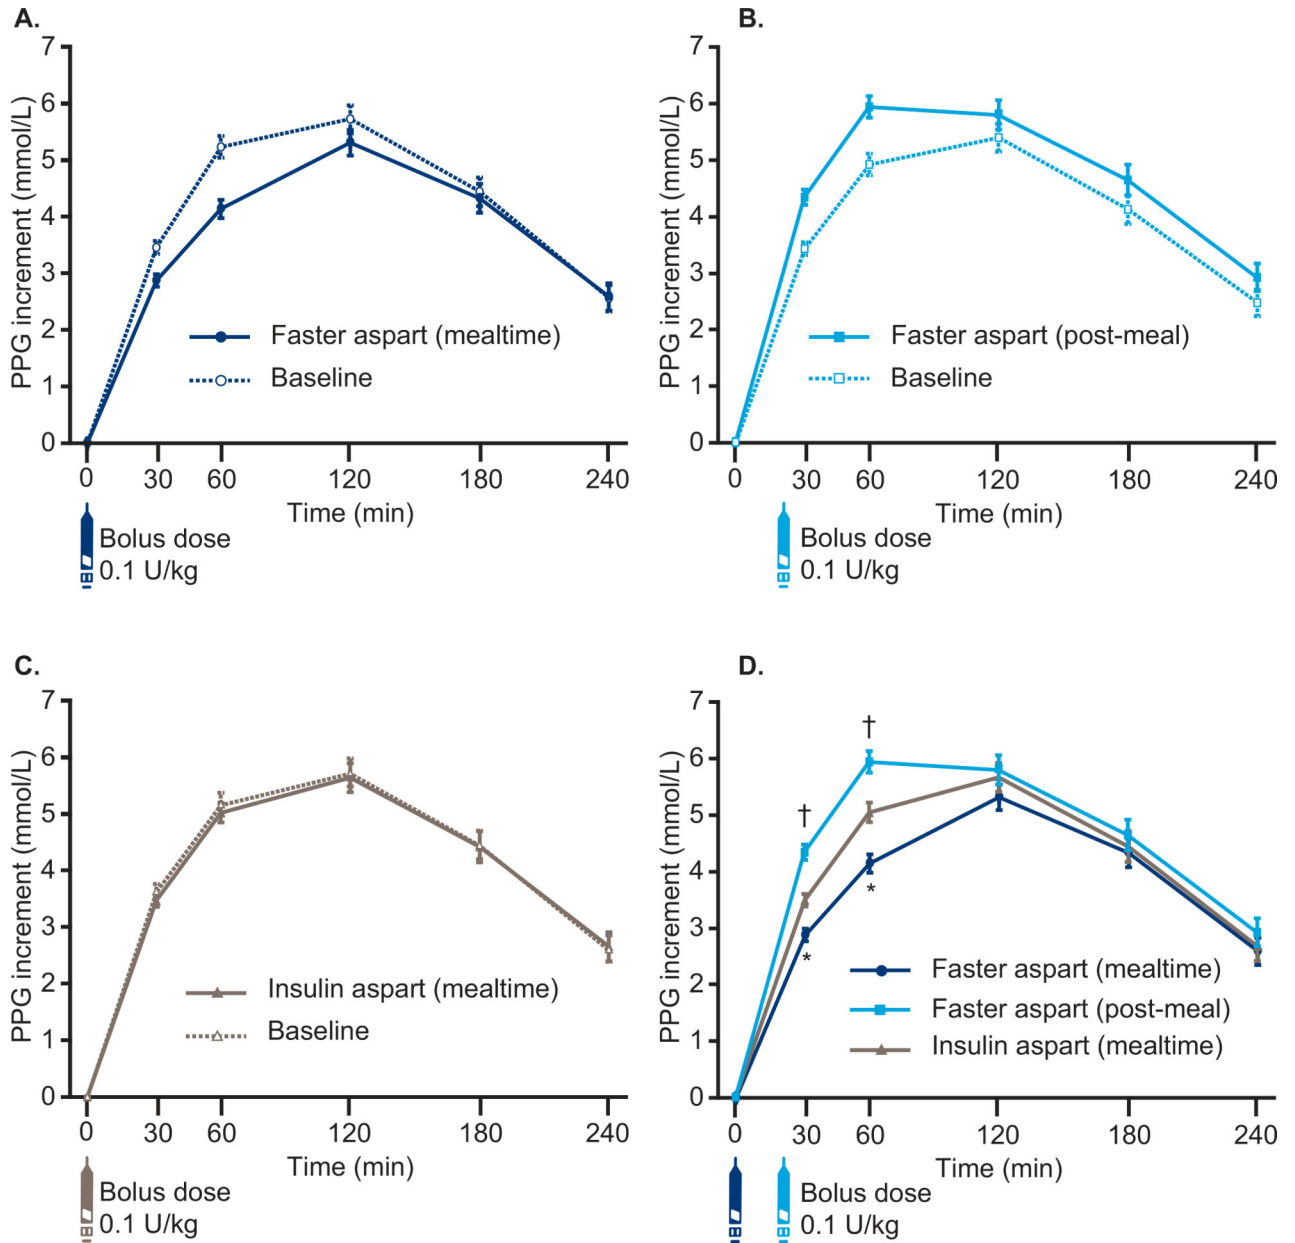 A.
PPG increment (mmol/L)
7
6
5
4
3
2
1
0
Faster aspart (mealtime)
Baseline
0 30 60 120 180 240
Time (min)
Bolus dose
0.1 U/kg
B.
PPG increment (mmol/L)
7
6
5
4
3
2
1
0
Faster aspart (post-meal)
Baseline
0 30 60 120 180 240
Time (min)
Bolus dose
0.1 U/kg
C.
PPG increment (mmol/L)
7
6
5
4
3
2
1
0
Insulin aspart (mealtime)
Baseline
0 30 60 120 180 240
Time (min)
Bolus dose
0.1 U/kg
D.
PPG increment (mmol/L)
7
6
5
4
3
2
1
0
†
†
*
*
Faster aspart (mealtime)
Faster aspart (post-meal)
Insulin aspart (mealtime)
0 30 60 120 180 240
Time (min)
Bolus dose
0.1 U/kg